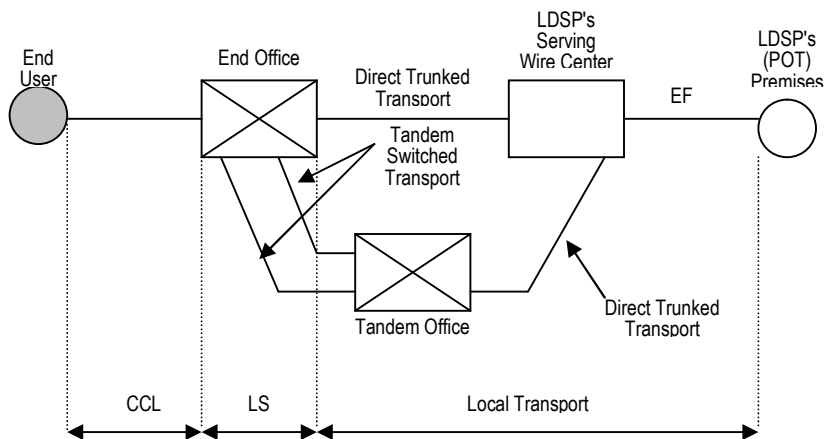 End
User
End Office
Direct Trunked
Transport
LDSP's
Serving
Wire Center
EF
LDSP's
(POT)
Premises
Tandem
Switched
Transport
Tandem Office
Direct Trunked
Transport
CCL
LS
Local Transport